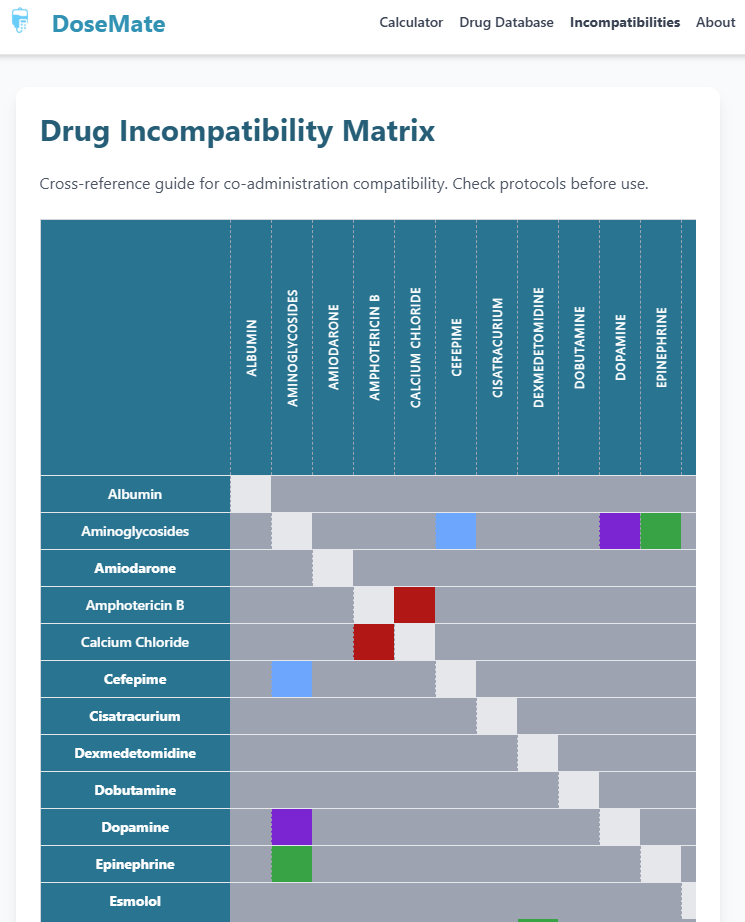 DoseMate
Calculator Drug Database Incompatibilities About
Drug Incompatibility Matrix
Cross-reference guide for co-administration compatibility. Check protocols before use.
ALBUMIN
AMINOGLYCOSIDES
AMIODARONE
AMPHOTERICIN B
CALCIUM CHLORIDE
CEFEPIME
CISATRACURIUM
DEXMEDETOMIDINE
DOBUTAMINE
DOPAMINE
EPINEPHRINE
Albumin
Aminoglycosides
Amiodarone
Amphotericin B
Calcium Chloride
Cefepime
Cisatracurium
Dexmedetomidine
Dobutamine
Dopamine
Epinephrine
Esmolol